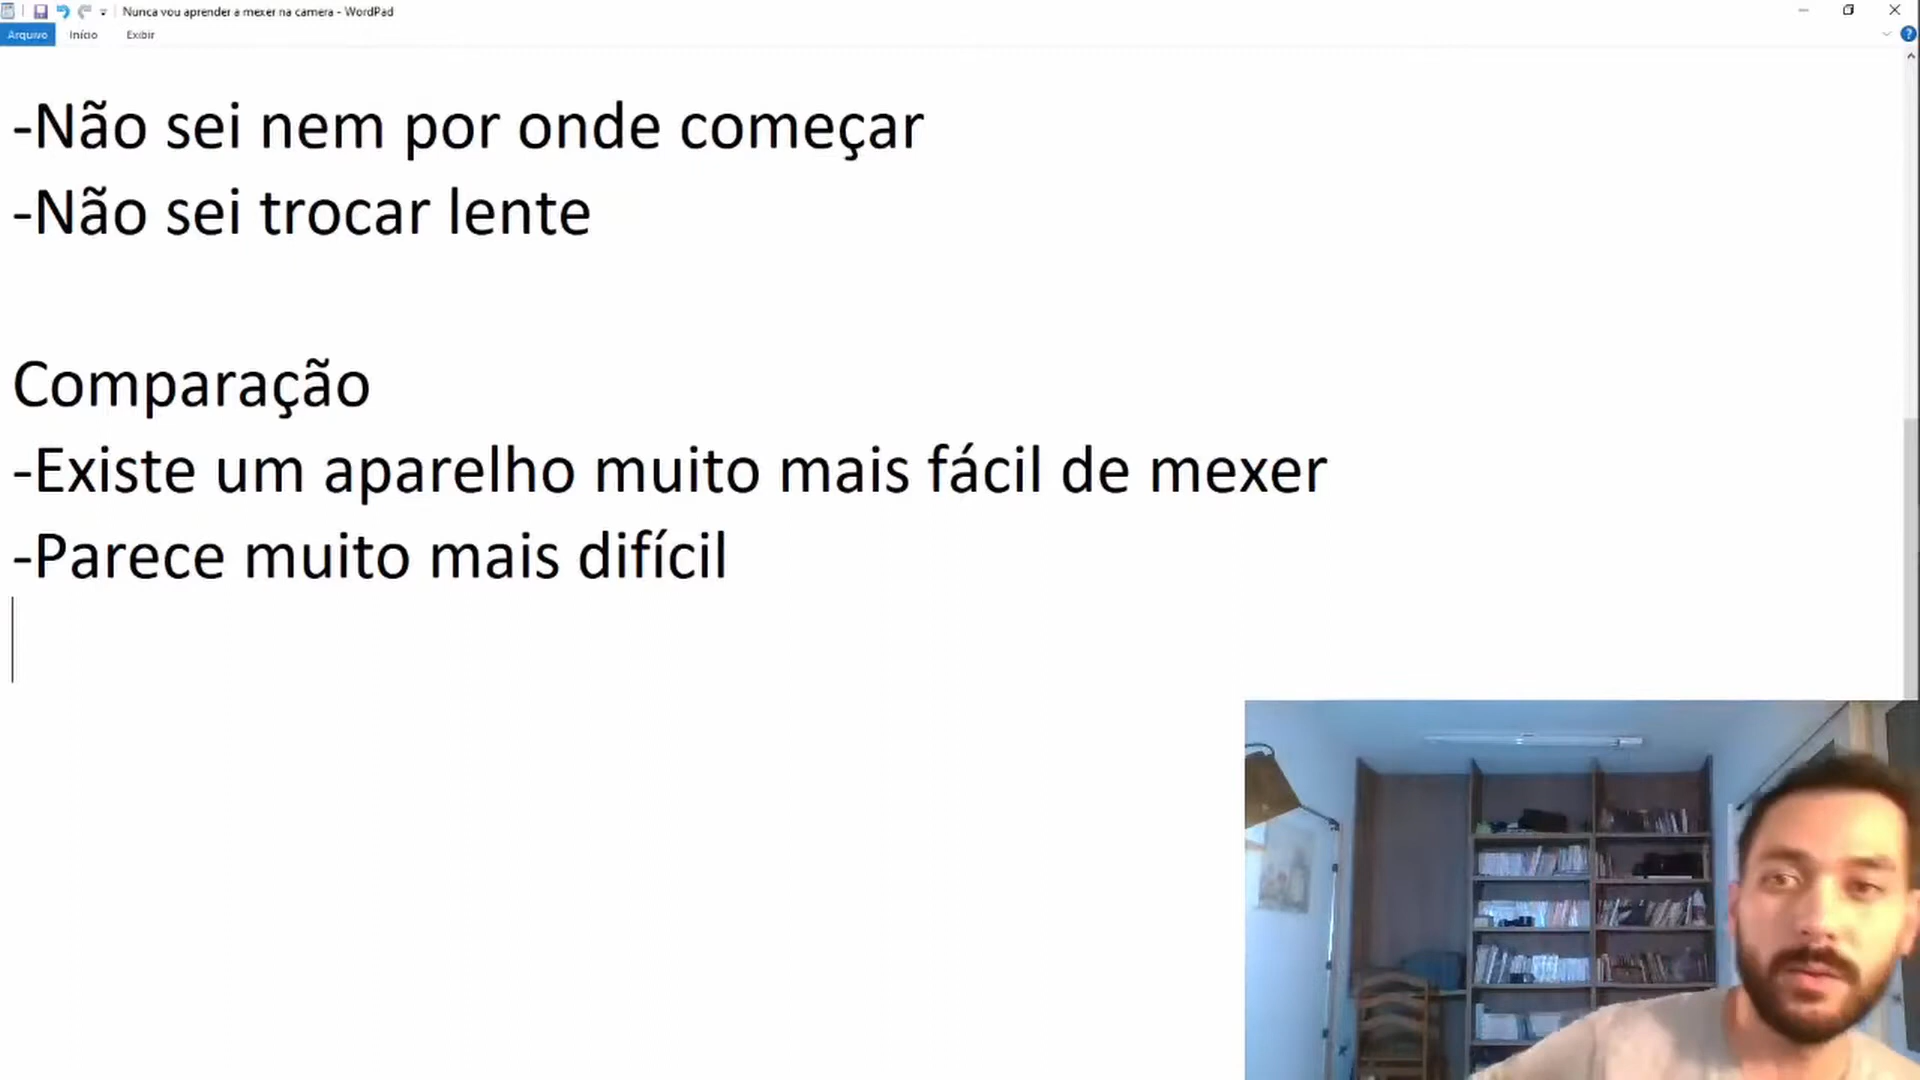 Nunca vou aprender a mexer na camera - WordPad
Arquivo Início Exibir
-Não sei nem por onde começar
-Não sei trocar lente
Comparação
-Existe um aparelho muito mais fácil de mexer
-Parece muito mais difícil